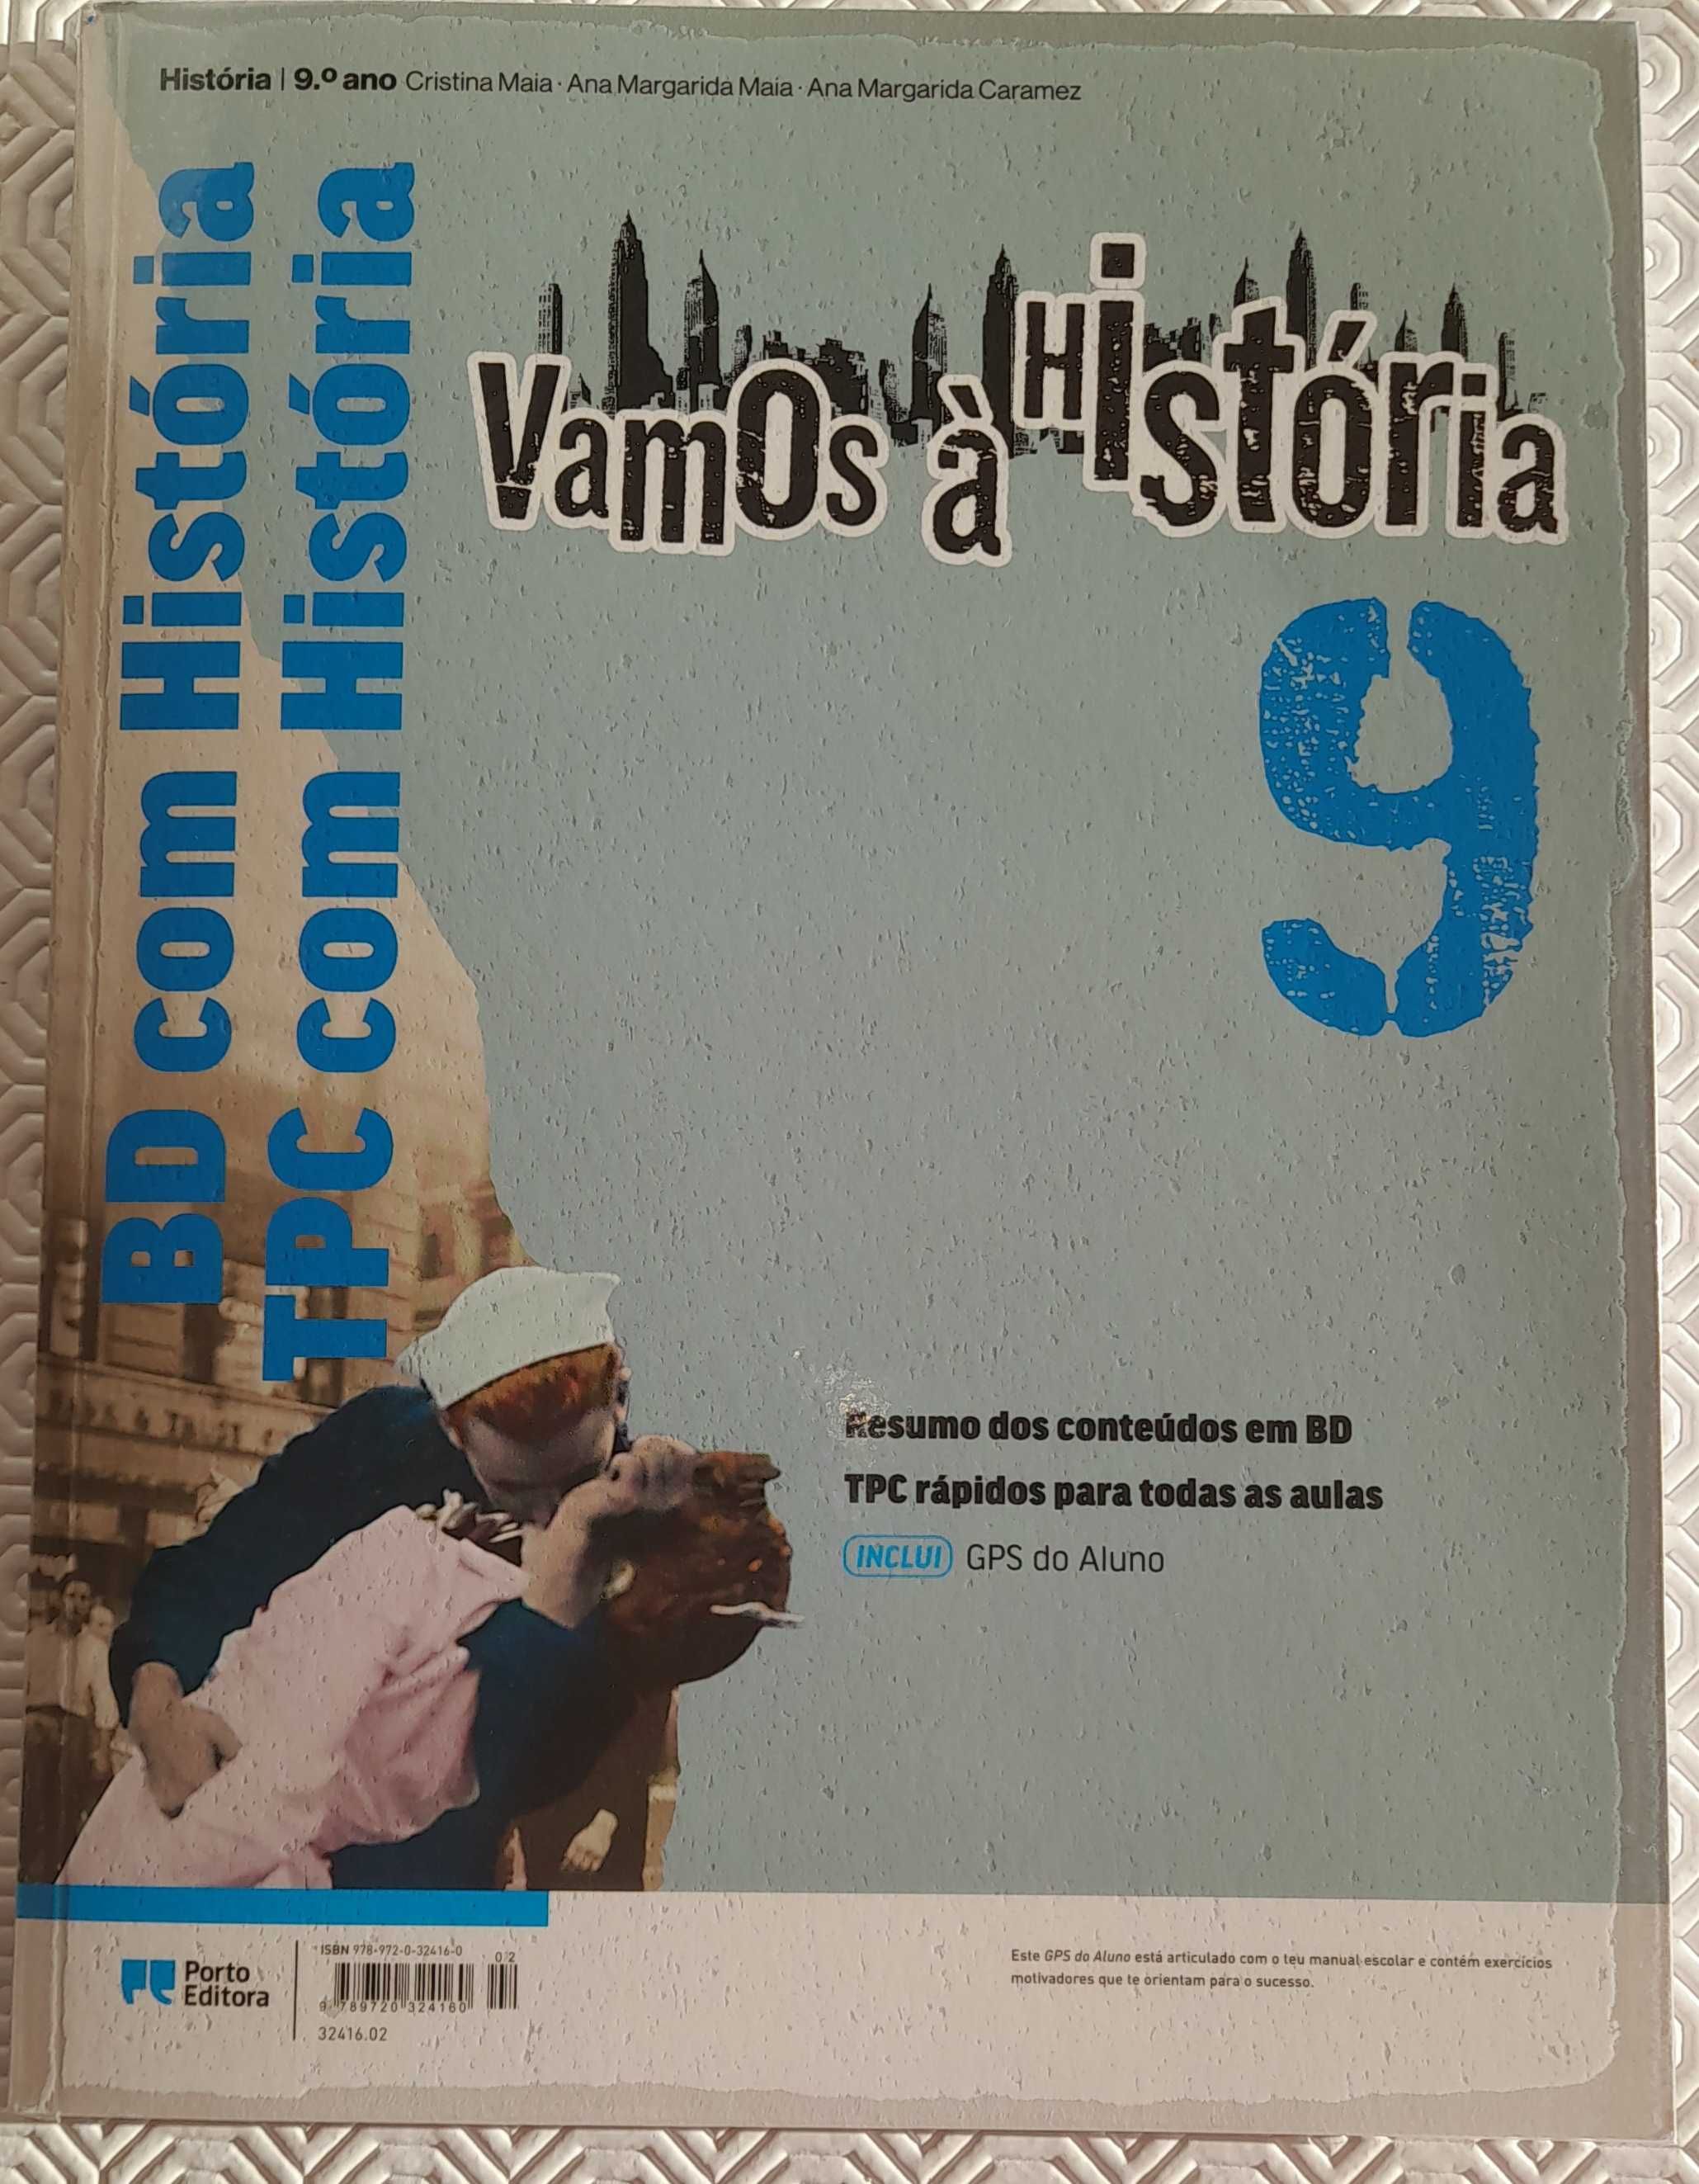 História | 9.º ano Cristina Maia · Ana Margarida Maia · Ana Margarida Caramez
BD com História
TPC com História
Vamos à História
9
Resumo dos conteúdos em BD
TPC rápidos para todas as aulas
INCLUI GPS do Aluno
Porto
Editora
ISBN 978-972-0-32416-0
02
9 789720 324160
32416.02
Este GPS do Aluno está articulado com o teu manual escolar e contém exercícios
motivadores que te orientam para o sucesso.